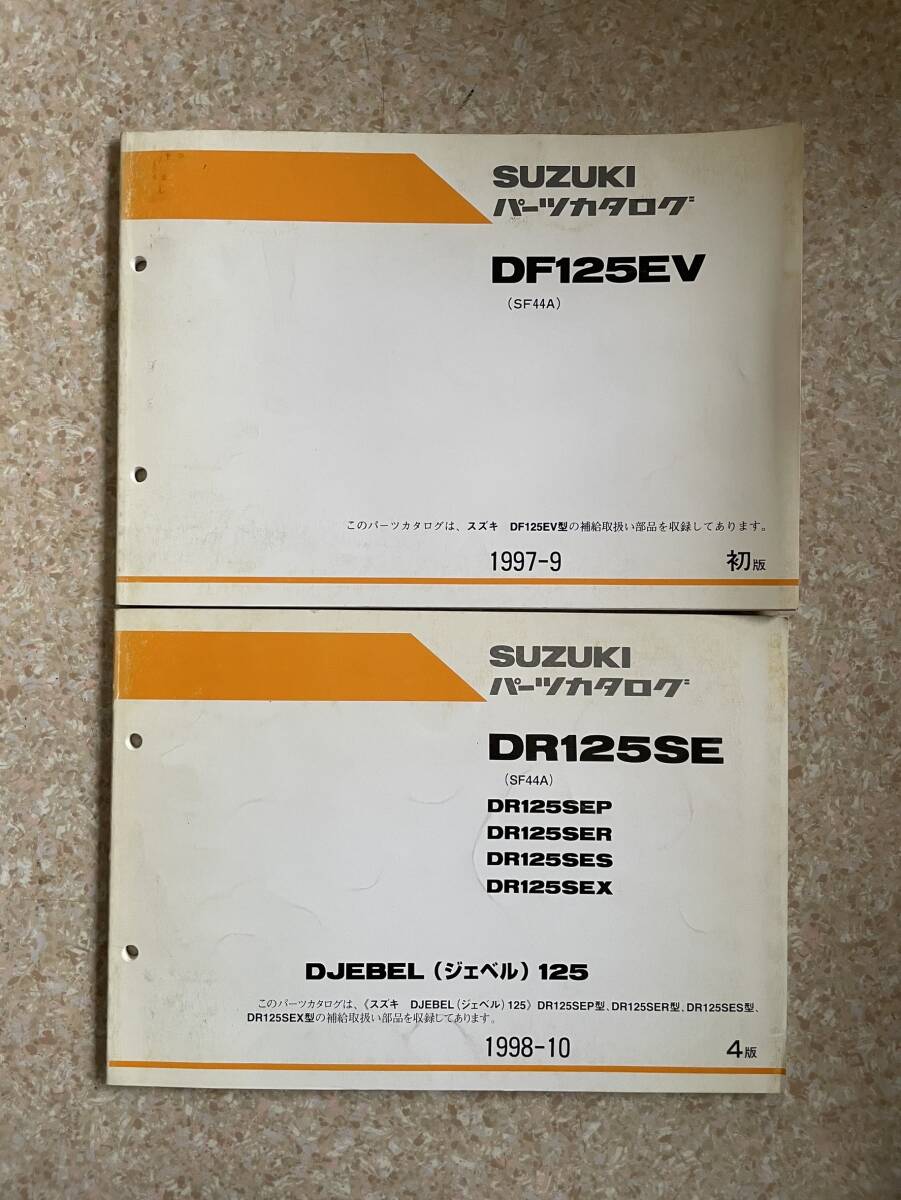 SUZUKI
パーツカタログ
DF125EV
(SF44A)
このパーツカタログは、スズキ DF125EV型の補給取扱い部品を収録してあります。
1997-9 初版
SUZUKI
パーツカタログ
DR125SE
(SF44A)
DR125SEP
DR125SER
DR125SES
DR125SEX
DJEBEL (ジェベル) 125
このパーツカタログは、《スズキ DJEBEL(ジェベル)125》DR125SEP型、DR125SER型、DR125SES型、
DR125SEX型の補給取扱い部品を収録してあります。
1998-10 4版